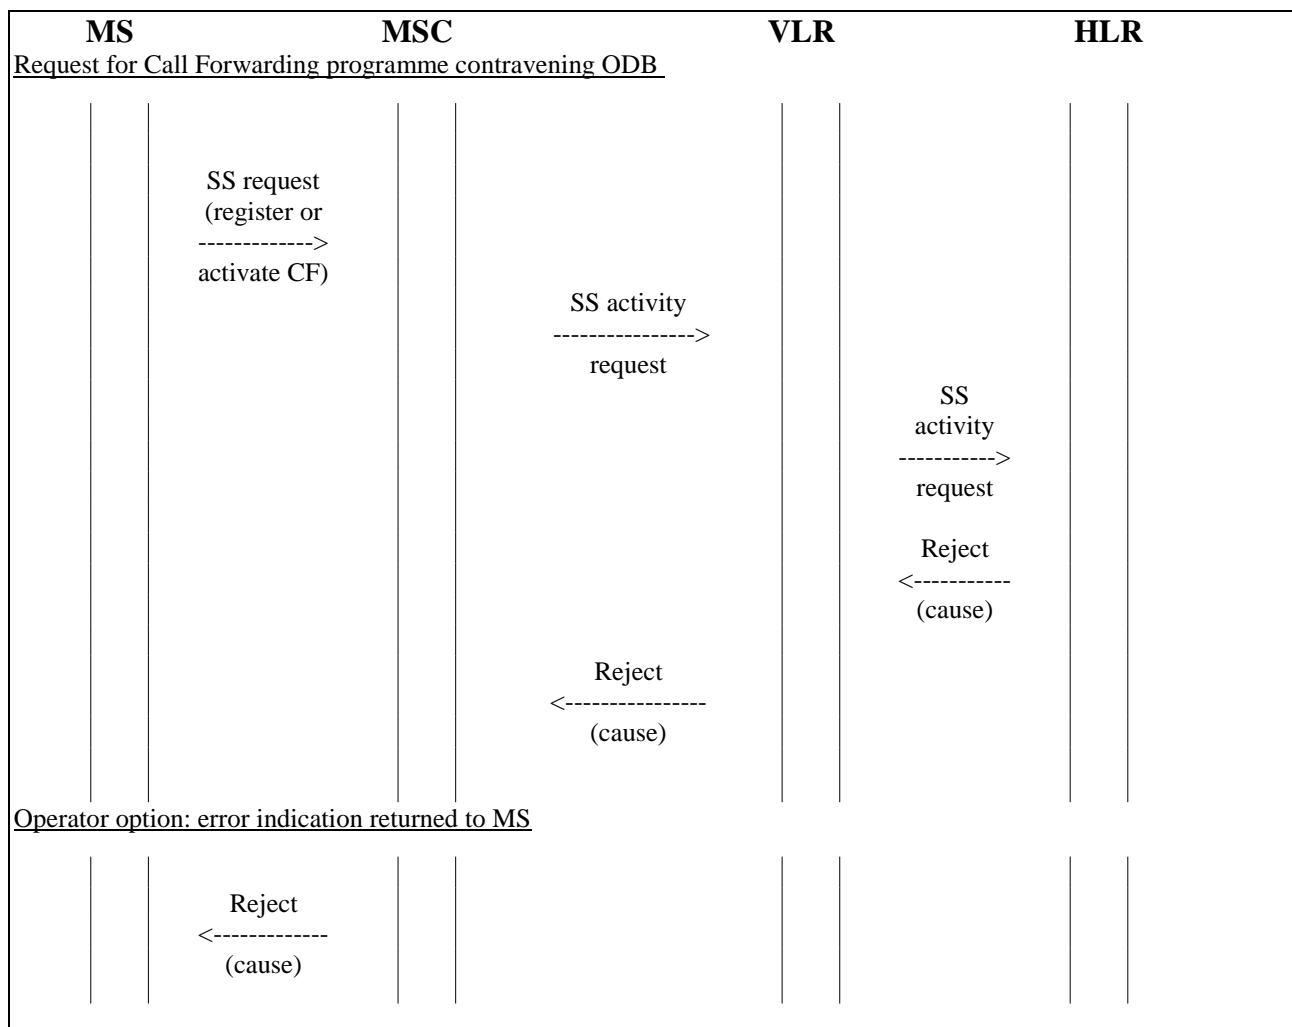 MS MSC VLR HLR
Request for Call Forwarding programme contravening ODB
SS request
(register or
------------->
activate CF)
SS activity
---------------->
request
SS
activity
----------->
request
Reject
<-----------
(cause)
Reject
<----------------
(cause)
Operator option: error indication returned to MS
Reject
<-------------
(cause)